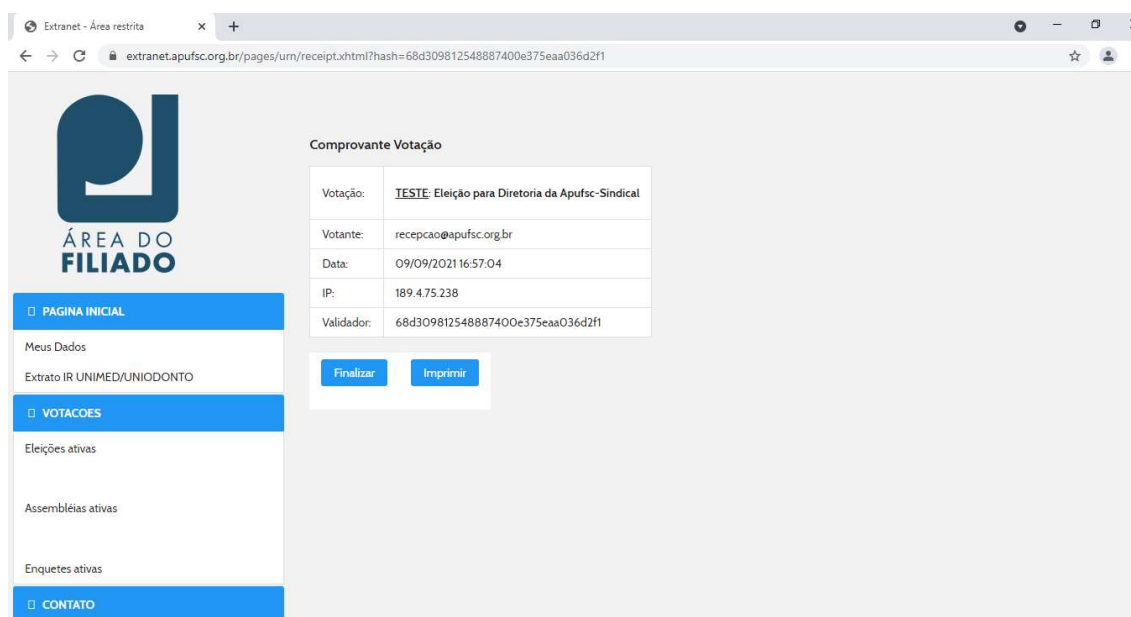 Extranet - Área restrita
extranet.apufsc.org.br/pages/urn/receipt.xhtml?hash=68d309812548887400e375eaa036d2f1
ÁREA DO
FILIADO
PAGINA INICIAL
Meus Dados
Extrato IR UNIMED/UNIODONTO
VOTACOES
Eleições ativas
Assembléias ativas
Enquetes ativas
CONTATO
Comprovante Votação
Votação: TESTE: Eleição para Diretoria da Apufsc-Sindical
Votante: recepcao@apufsc.org.br
Data: 09/09/2021 16:57:04
IP: 189.4.75.238
Validador: 68d309812548887400e375eaa036d2f1
Finalizar Imprimir